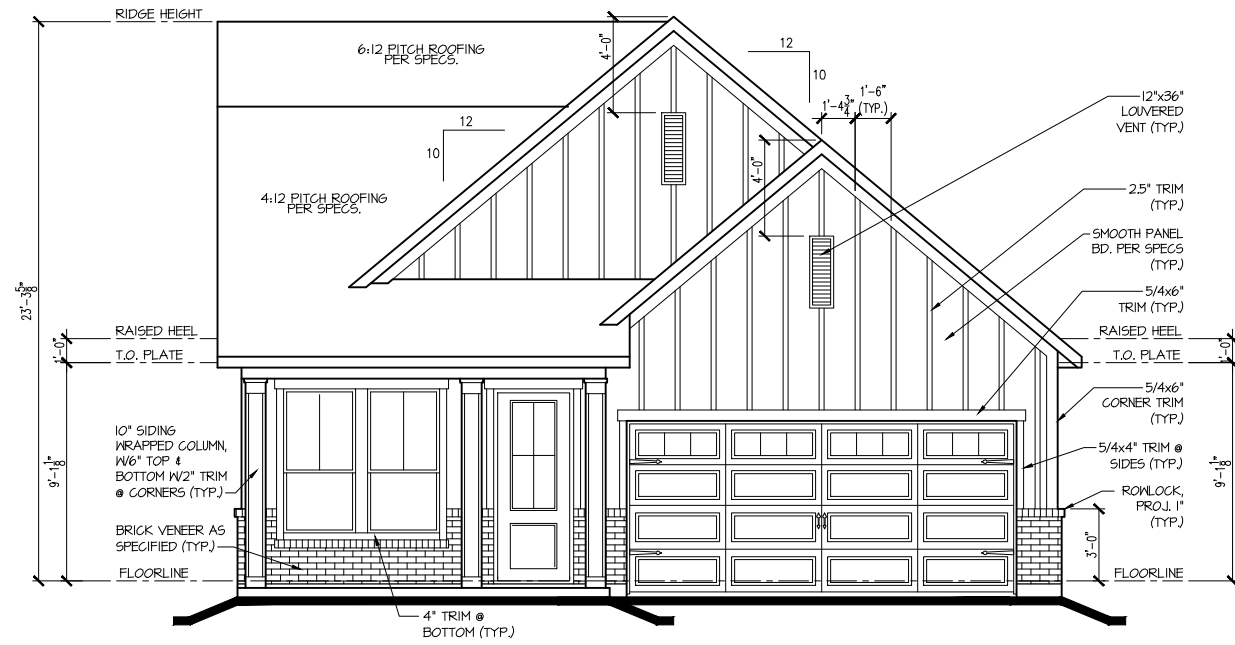 RIDGE HEIGHT
6:12 PITCH ROOFING
PER SPECS.
4'-0"
12
10
1'-4 3/4"
1'-6"
(TYP.)
12"x36"
LOUVERED
VENT (TYP.)
12
10
4'-0"
4:12 PITCH ROOFING
PER SPECS.
2.5" TRIM
(TYP.)
SMOOTH PANEL
BD. PER SPECS
(TYP.)
5/4x6"
TRIM (TYP.)
23'-3 5/8"
RAISED HEEL
1'-0"
T.O. PLATE
RAISED HEEL
1'-0"
T.O. PLATE
5/4x6"
CORNER TRIM
(TYP.)
10" SIDING
WRAPPED COLUMN,
W/6" TOP &
BOTTOM W/2" TRIM
@ CORNERS (TYP.)
5/4x4" TRIM @
SIDES (TYP.)
9'-1 1/8"
9'-1 1/8"
ROWLOCK,
PROJ. 1"
(TYP.)
BRICK VENEER AS
SPECIFIED (TYP.)
3'-0"
FLOORLINE
FLOORLINE
4" TRIM @
BOTTOM (TYP.)